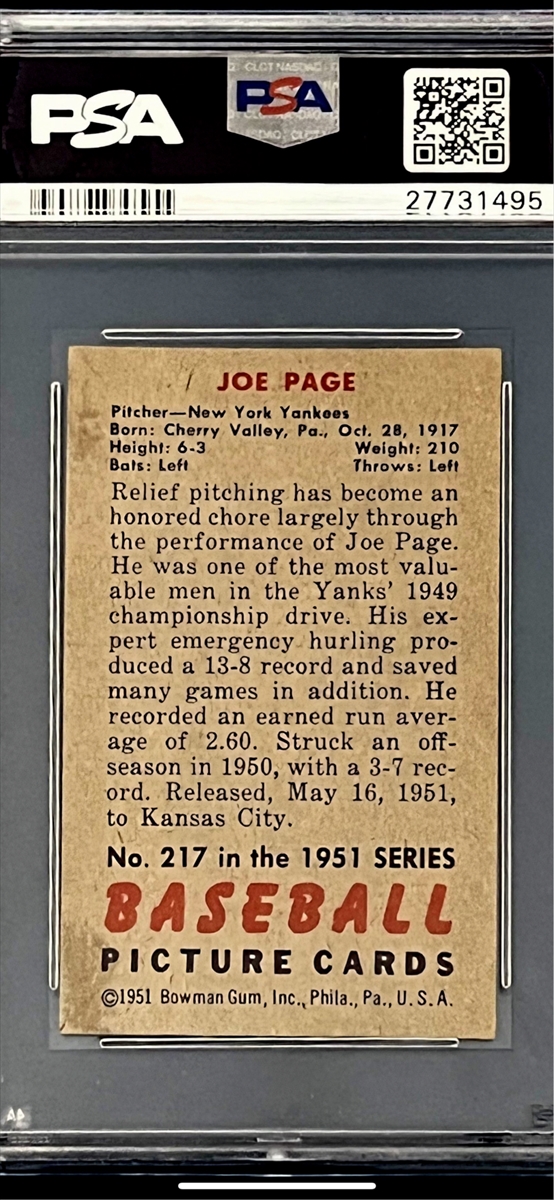 PSA
CLCT NASDAQ
PSA
27731495
JOE PAGE
Pitcher—New York Yankees
Born: Cherry Valley, Pa., Oct. 28, 1917
Height: 6-3 Weight: 210
Bats: Left Throws: Left
Relief pitching has become an
honored chore largely through
the performance of Joe Page.
He was one of the most valu-
able men in the Yanks' 1949
championship drive. His ex-
pert emergency hurling pro-
duced a 13-8 record and saved
many games in addition. He
recorded an earned run aver-
age of 2.60. Struck an off-
season in 1950, with a 3-7 rec-
ord. Released, May 16, 1951,
to Kansas City.
No. 217 in the 1951 SERIES
BASEBALL
PICTURE CARDS
©1951 Bowman Gum, Inc., Phila., Pa., U. S. A.